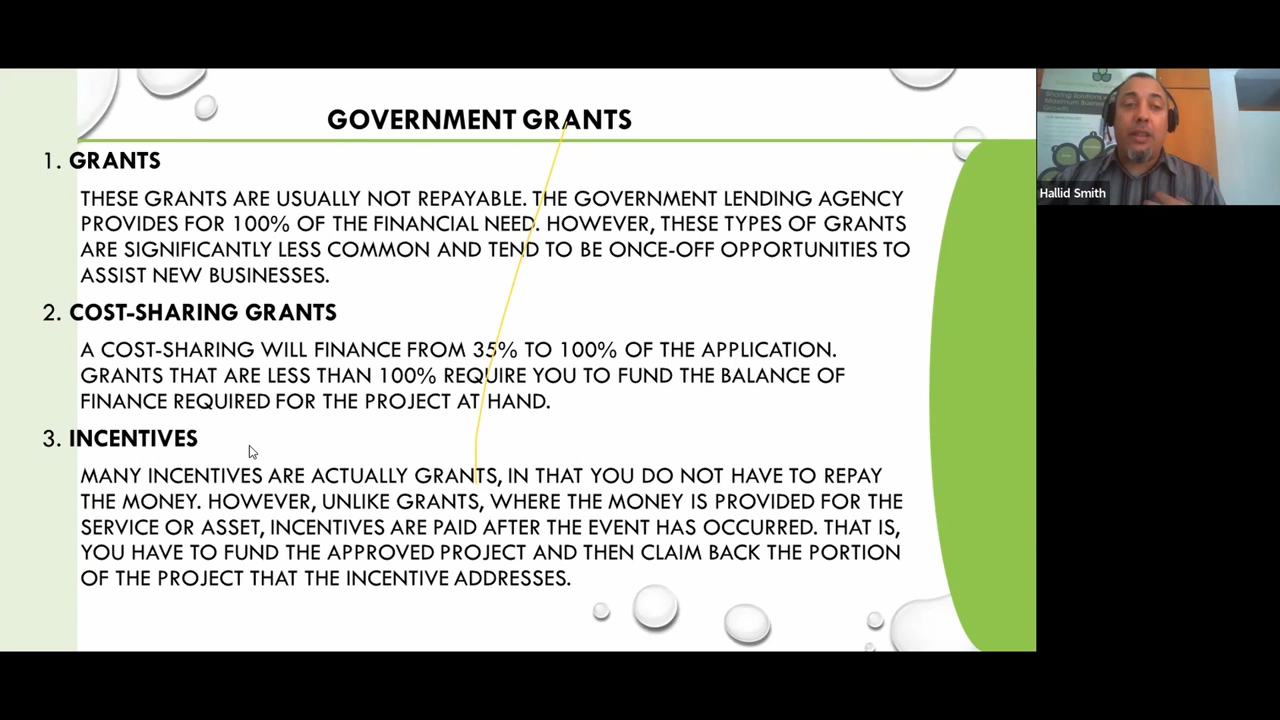 GOVERNMENT GRANTS
1. GRANTS
THESE GRANTS ARE USUALLY NOT REPAYABLE. THE GOVERNMENT LENDING AGENCY
PROVIDES FOR 100% OF THE FINANCIAL NEED. HOWEVER, THESE TYPES OF GRANTS
ARE SIGNIFICANTLY LESS COMMON AND TEND TO BE ONCE-OFF OPPORTUNITIES TO
ASSIST NEW BUSINESSES.
2. COST-SHARING GRANTS
A COST-SHARING WILL FINANCE FROM 35% TO 100% OF THE APPLICATION.
GRANTS THAT ARE LESS THAN 100% REQUIRE YOU TO FUND THE BALANCE OF
FINANCE REQUIRED FOR THE PROJECT AT HAND.
3. INCENTIVES
MANY INCENTIVES ARE ACTUALLY GRANTS, IN THAT YOU DO NOT HAVE TO REPAY
THE MONEY. HOWEVER, UNLIKE GRANTS, WHERE THE MONEY IS PROVIDED FOR THE
SERVICE OR ASSET, INCENTIVES ARE PAID AFTER THE EVENT HAS OCCURRED. THAT IS,
YOU HAVE TO FUND THE APPROVED PROJECT AND THEN CLAIM BACK THE PORTION
OF THE PROJECT THAT THE INCENTIVE ADDRESSES.
Sharing Solutions
Maximum Business
Growth
Hallid Smith